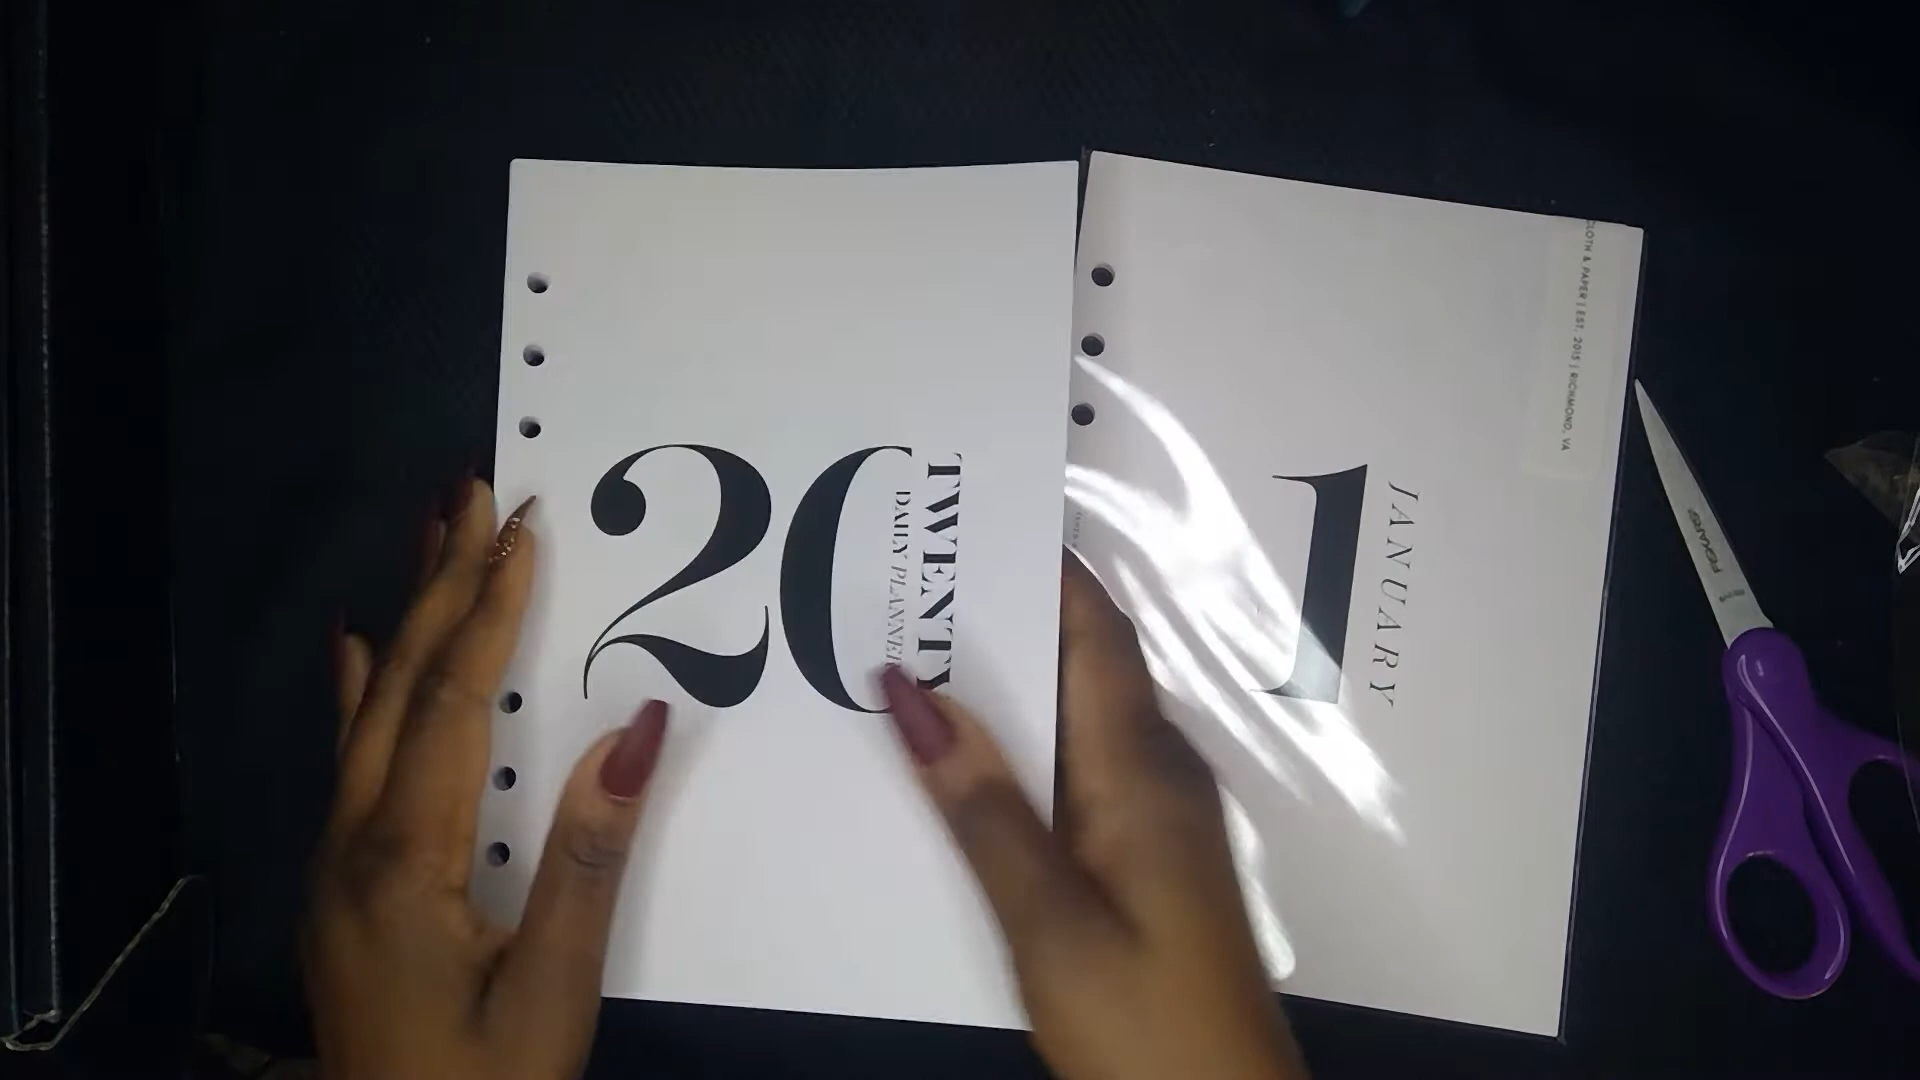 20
TWENTY
DAILY PLANNER
1
JANUARY
CLOTH & PAPER | EST. 2015 | RICHMOND, VA
FISKARS